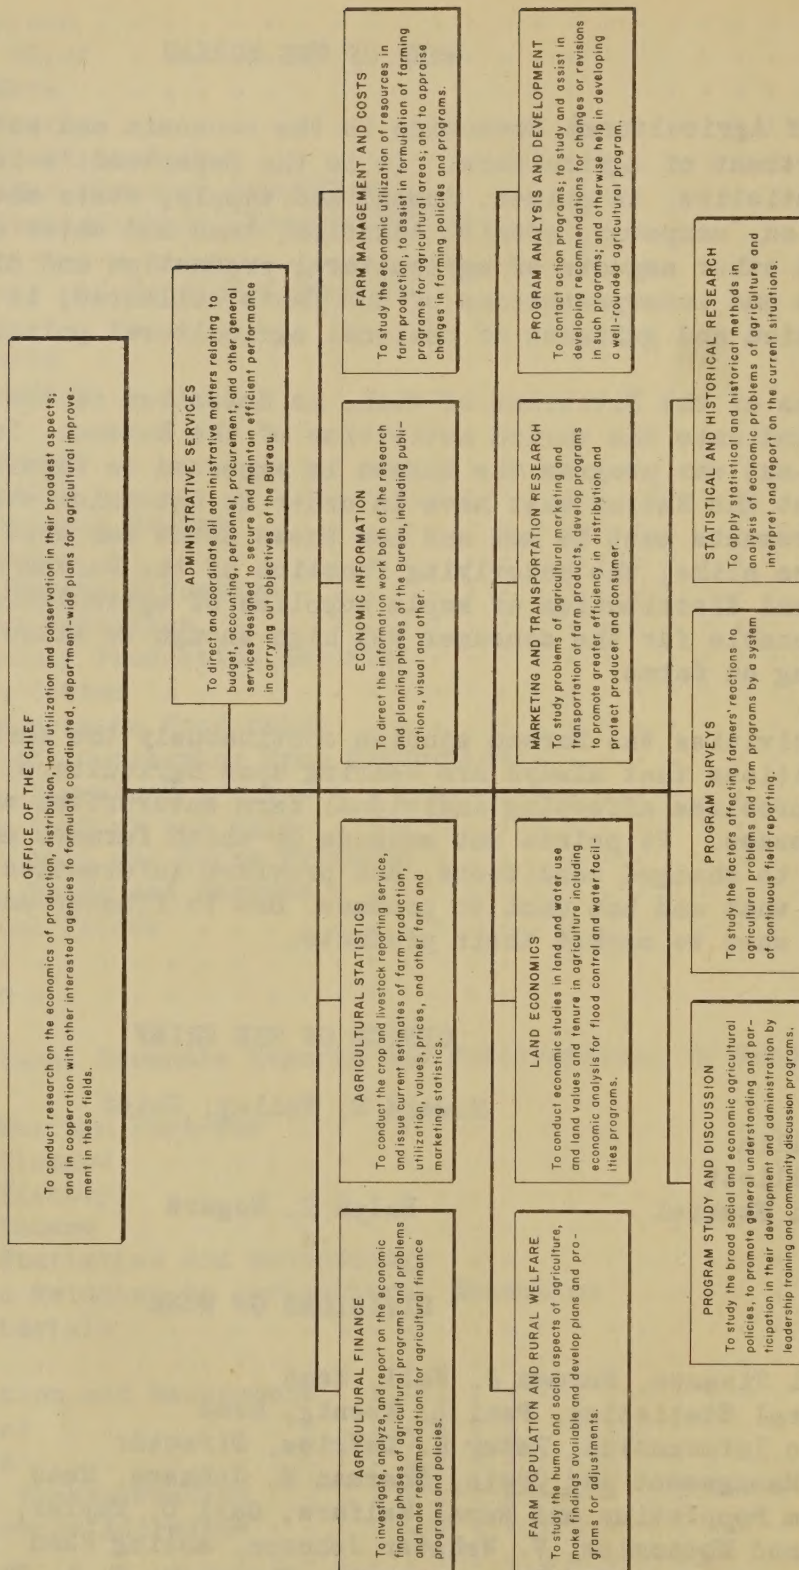 OFFICE OF THE CHIEF
To conduct research on the economics of production, distribution, land utilization and conservation in their broadest aspects;
and in cooperation with other interested agencies to formulate coordinated, department-wide plans for agricultural improve-
ment in these fields.
ADMINISTRATIVE SERVICES
To direct and coordinate all administrative matters relating to
budget, accounting, personnel, procurement, and other general
services designed to secure and maintain efficient performance
in carrying out objectives of the Bureau.
AGRICULTURAL FINANCE
To investigate, analyze, and report on the economic
finance phases of agricultural programs and problems
and make recommendations for agricultural finance
programs and policies.
AGRICULTURAL STATISTICS
To conduct the crop and livestock reporting service,
and issue current estimates of farm production,
utilization, values, prices, and other farm and
marketing statistics.
ECONOMIC INFORMATION
To direct the information work both of the research
and planning phases of the Bureau, including publi-
cations, visual and other.
FARM MANAGEMENT AND COSTS
To study the economic utilization of resources in
farm production; to assist in formulation of farming
programs for agricultural areas; and to appraise
changes in farming policies and programs.
FARM POPULATION AND RURAL WELFARE
To study the human and social aspects of agriculture,
make findings available and develop plans and pro-
grams for adjustments.
LAND ECONOMICS
To conduct economic studies in land and water use
and land values and tenure in agriculture including
economic analysis for flood control and water facil-
ities programs.
MARKETING AND TRANSPORTATION RESEARCH
To study problems of agricultural marketing and
transportation of farm products, develop programs
to promote greater efficiency in distribution and
protect producer and consumer.
PROGRAM ANALYSIS AND DEVELOPMENT
To contact action programs; to study and assist in
developing recommendations for changes or revisions
in such programs; and otherwise help in developing
a well-rounded agricultural program.
PROGRAM STUDY AND DISCUSSION
To study the broad social and economic agricultural
policies, to promote general understanding and par-
ticipation in their development and administration by
leadership training and community discussion programs.
PROGRAM SURVEYS
To study the factors affecting farmers' reactions to
agricultural problems and farm programs by a system
of continuous field reporting.
STATISTICAL AND HISTORICAL RESEARCH
To apply statistical and historical methods in
analysis of economic problems of agriculture and
interpret and report on the current situations.